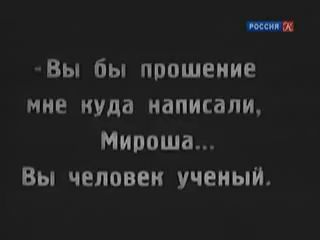 РОССИЯ К
-Вы бы прошение
мне куда написали,
Мироша...
Вы человек ученый.